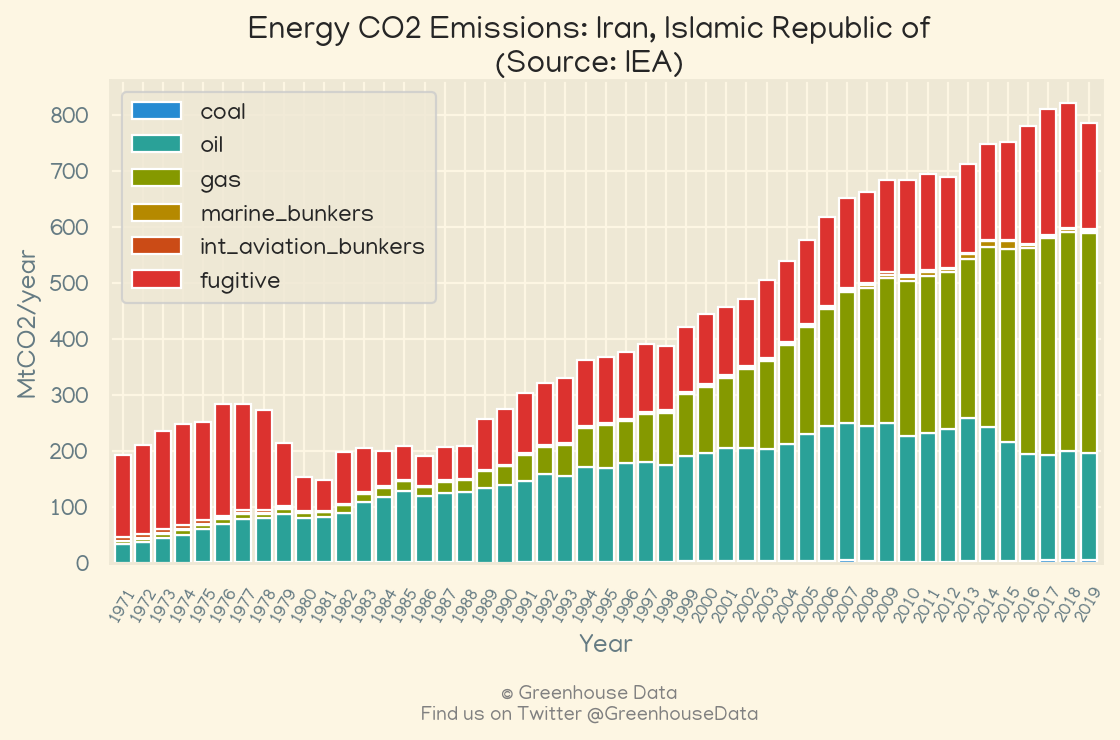 Energy CO2 Emissions: Iran, Islamic Republic of
(Source: IEA)
coal
oil
gas
marine_bunkers
int_aviation_bunkers
fugitive
MtCO2/year
800
700
600
500
400
300
200
100
0
1971 1972 1973 1974 1975 1976 1977 1978 1979 1980 1981 1982 1983 1984 1985 1986 1987 1988 1989 1990 1991 1992 1993 1994 1995 1996 1997 1998 1999 2000 2001 2002 2003 2004 2005 2006 2007 2008 2009 2010 2011 2012 2013 2014 2015 2016 2017 2018 2019
Year
© Greenhouse Data
Find us on Twitter @GreenhouseData